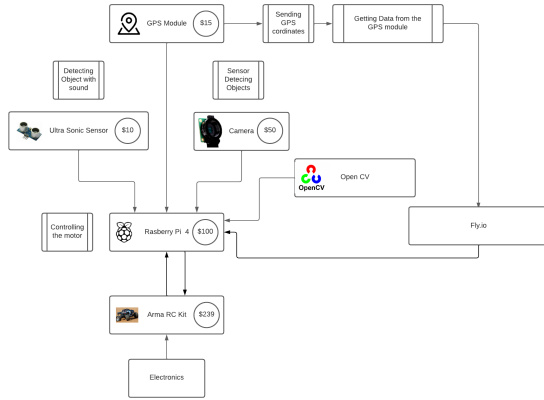 GPS Module
$15
Sending
GPS
cordinates
Getting Data from the
GPS module
Detecting
Object with
sound
Sensor
Detecing
Objects
Ultra Sonic Sensor
$10
Camera
$50
OpenCV
Open CV
Controlling
the motor
Rasberry Pi 4
$100
Fly.io
Arma RC Kit
$239
Electronics